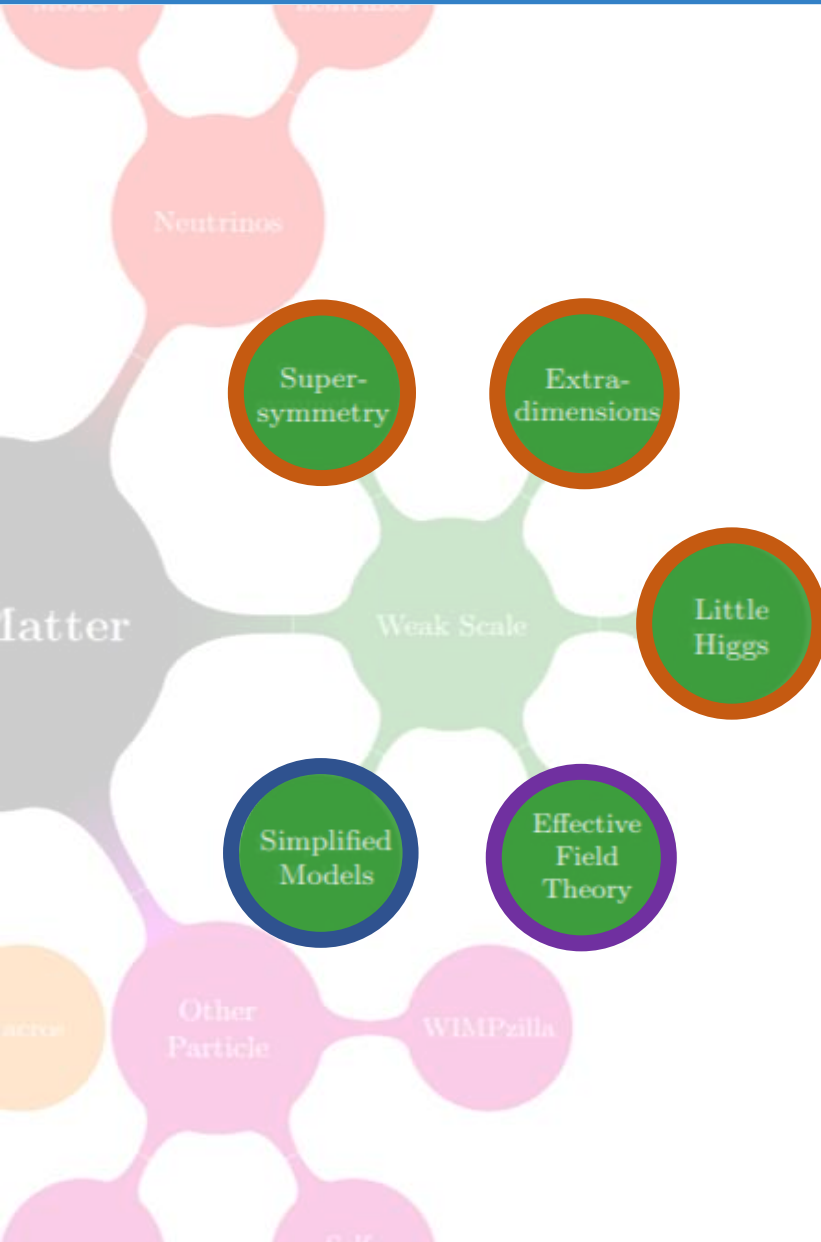 Neutrinos
Super-
symmetry
Extra-
dimensions
Matter
Weak Scale
Little
Higgs
Simplified
Models
Effective
Field
Theory
Other
Particle
WIMPzilla